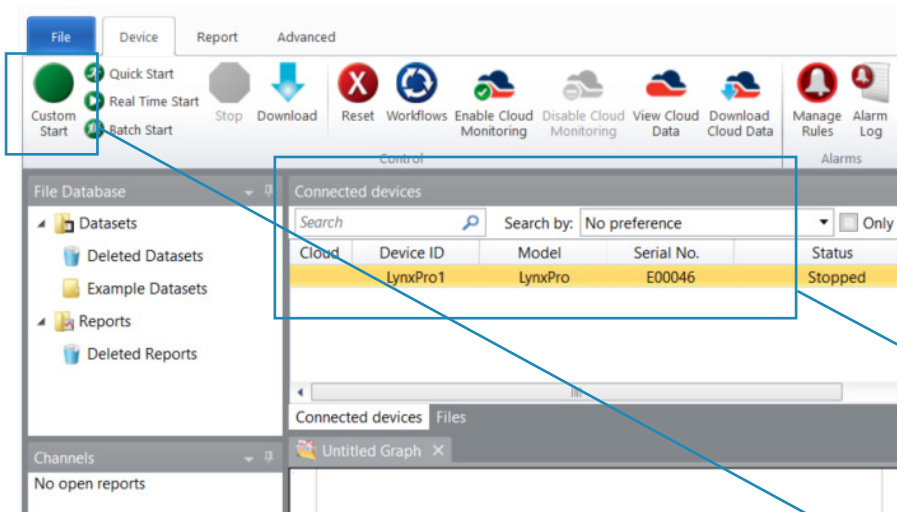 File Device Report Advanced
Custom Start
Quick Start
Real Time Start
Batch Start
Stop
Download
Reset
Workflows
Enable Cloud Monitoring
Disable Cloud Monitoring
View Cloud Data
Download Cloud Data
Manage Rules
Alarm Log
Control
Alarms
File Database
Datasets
Deleted Datasets
Example Datasets
Reports
Deleted Reports
Connected devices
Search Search by: No preference Only
Cloud Device ID Model Serial No. Status
LynxPro1 LynxPro E00046 Stopped
Connected devices Files
Untitled Graph
Channels
No open reports